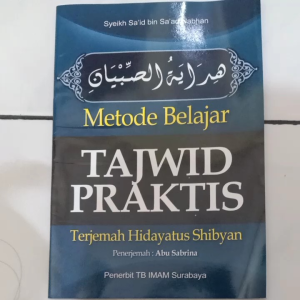 Syeikh Sa'id bin Sa'ad Nabhan
هداية الصبيان
Metode Belajar
TAJWID
PRAKTIS
Terjemah Hidayatus Shibyan
Penerjemah : Abu Sabrina
Penerbit TB IMAM Surabaya